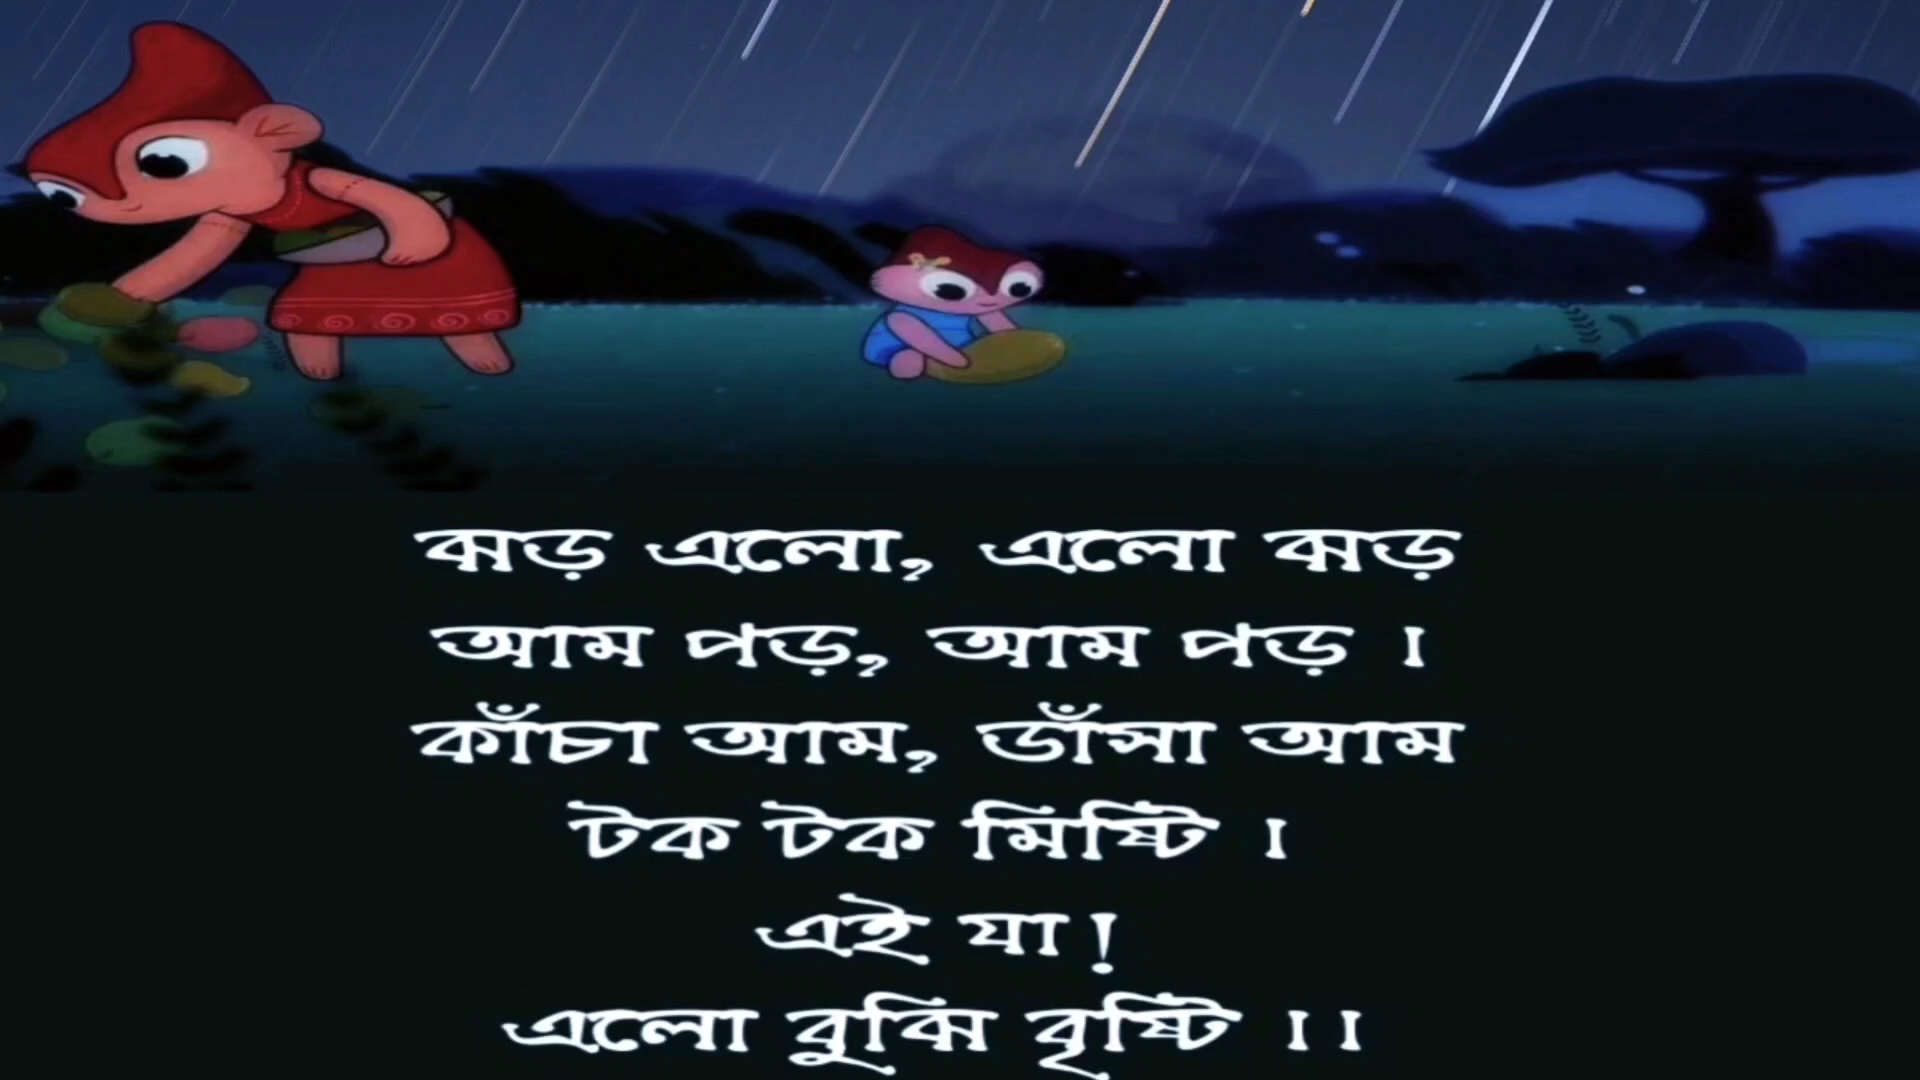 ঝড় এলো, এলো ঝড়
আম পড়, আম পড় ।
কাঁচা আম, ডাঁসা আম
টক টক মিষ্টি ।
এই যা!
এলো বুঝি বৃষ্টি ।।